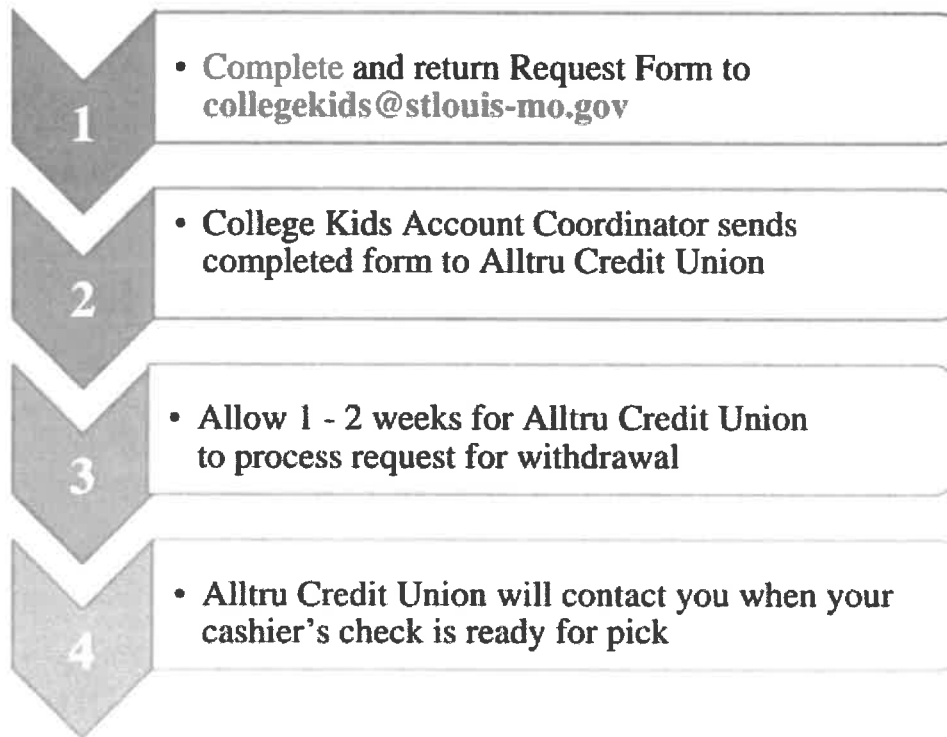 1
• Complete and return Request Form to
collegekids@stlouis-mo.gov
2
• College Kids Account Coordinator sends
completed form to Alltru Credit Union
3
• Allow 1 - 2 weeks for Alltru Credit Union
to process request for withdrawal
4
• Alltru Credit Union will contact you when your
cashier's check is ready for pick